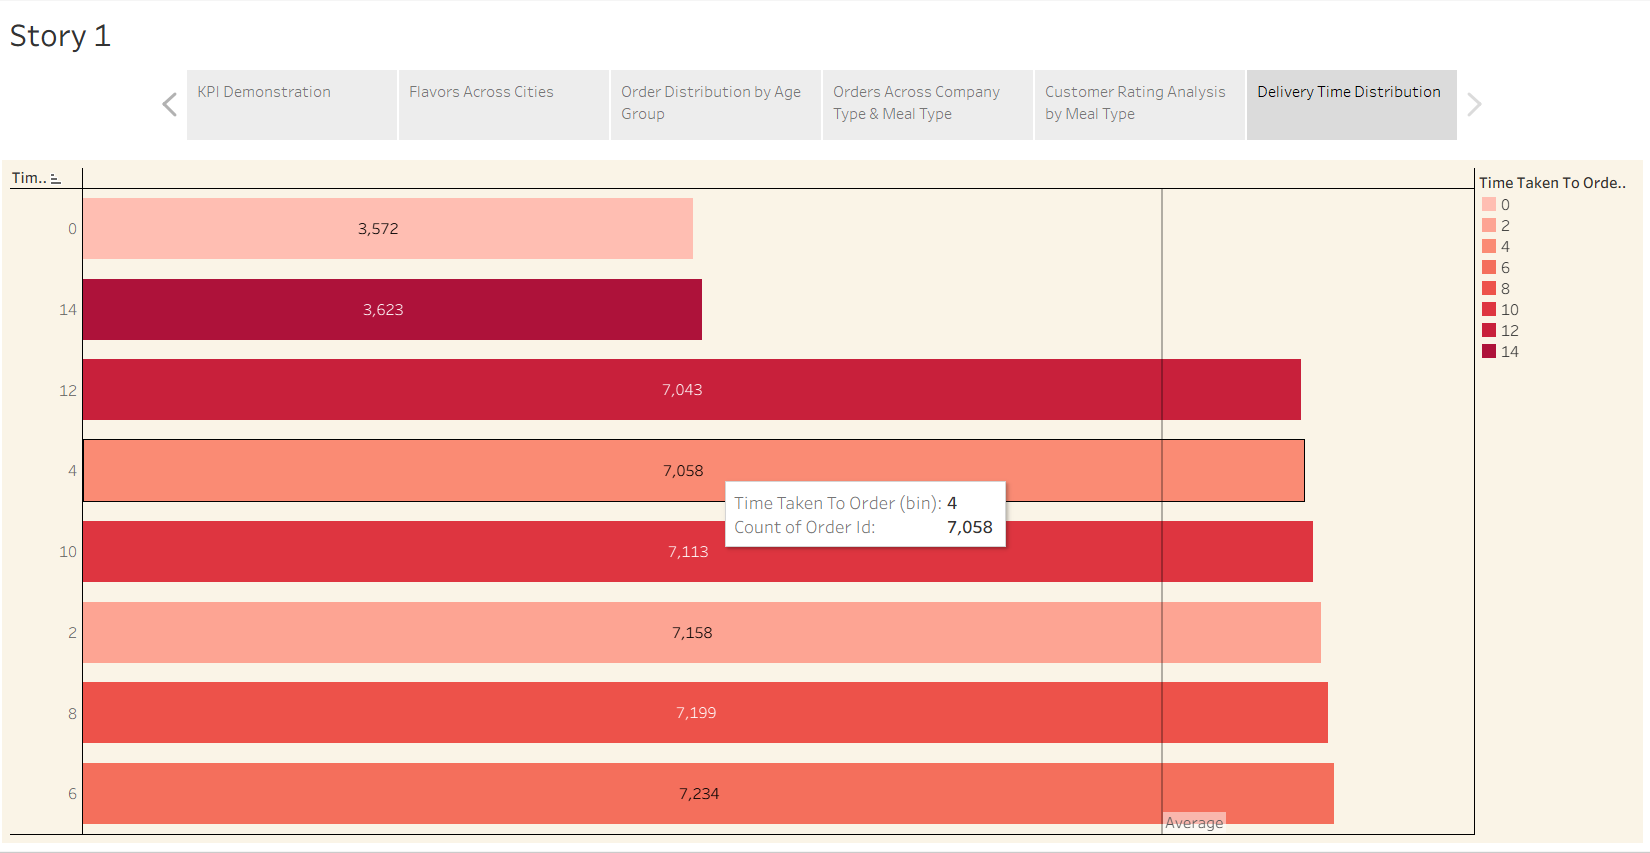 Story 1
KPI Demonstration
Flavors Across Cities
Order Distribution by Age
Group
Orders Across Company
Type & Meal Type
Customer Rating Analysis
by Meal Type
Delivery Time Distribution
Tim..
0
3,572
14
3,623
12
7,043
4
7,058
Time Taken To Order (bin): 4
Count of Order Id: 7,058
10
7,113
2
7,158
8
7,199
6
7,234
Average
Time Taken To Orde..
0
2
4
6
8
10
12
14